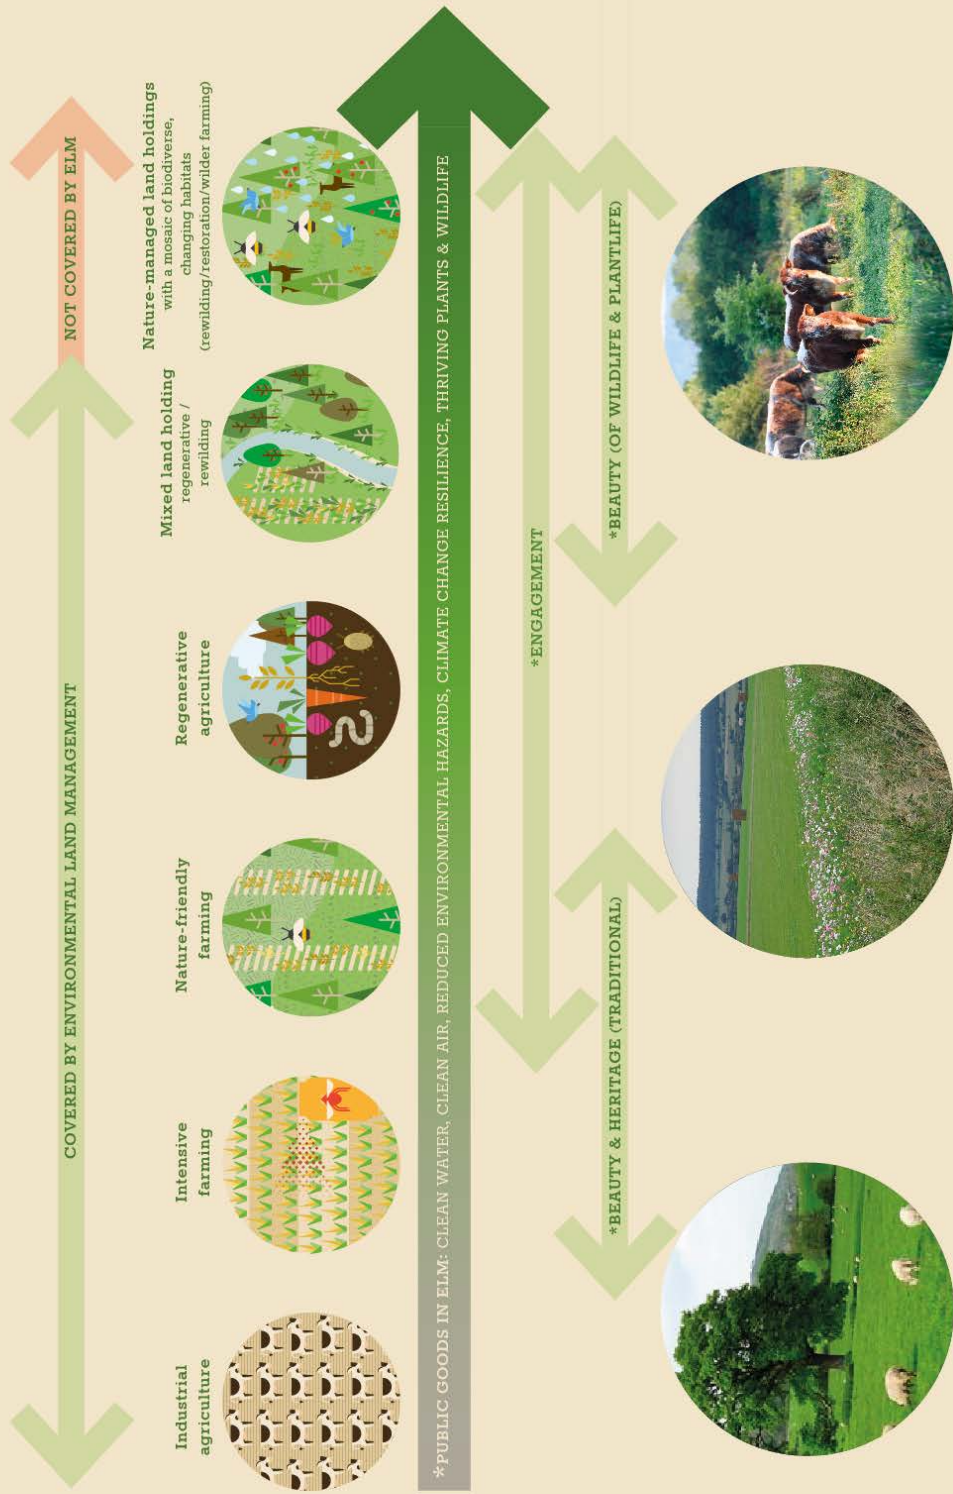 COVERED BY ENVIRONMENTAL LAND MANAGEMENT
NOT COVERED BY ELM
Industrial
agriculture
Intensive
farming
Nature-friendly
farming
Regenerative
agriculture
Mixed land holding
regenerative /
rewilding
Nature-managed land holdings
with a mosaic of biodiverse,
changing habitats
(rewilding/restoration/wilder farming)
*PUBLIC GOODS IN ELM: CLEAN WATER, CLEAN AIR, REDUCED ENVIRONMENTAL HAZARDS, CLIMATE CHANGE RESILIENCE, THRIVING PLANTS & WILDLIFE
*ENGAGEMENT
*BEAUTY & HERITAGE (TRADITIONAL)
*BEAUTY (OF WILDLIFE & PLANTLIFE)